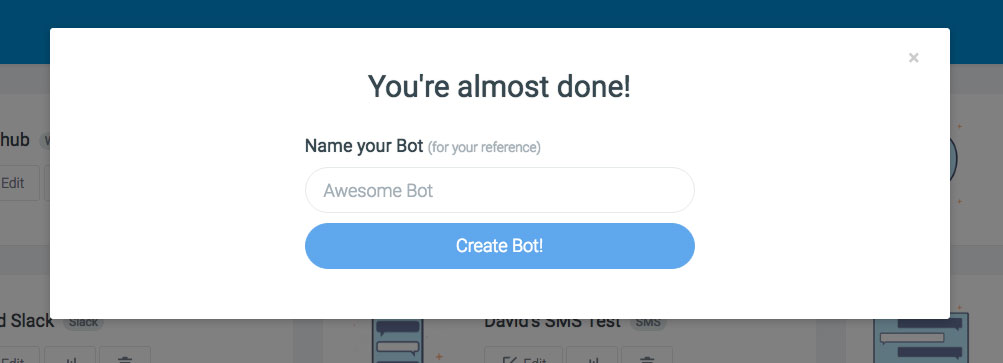 ×
You're almost done!
Name your Bot (for your reference)
Awesome Bot
Create Bot!
hub
Edit
Slack Slack
David's SMS Test SMS
Edit
Edit